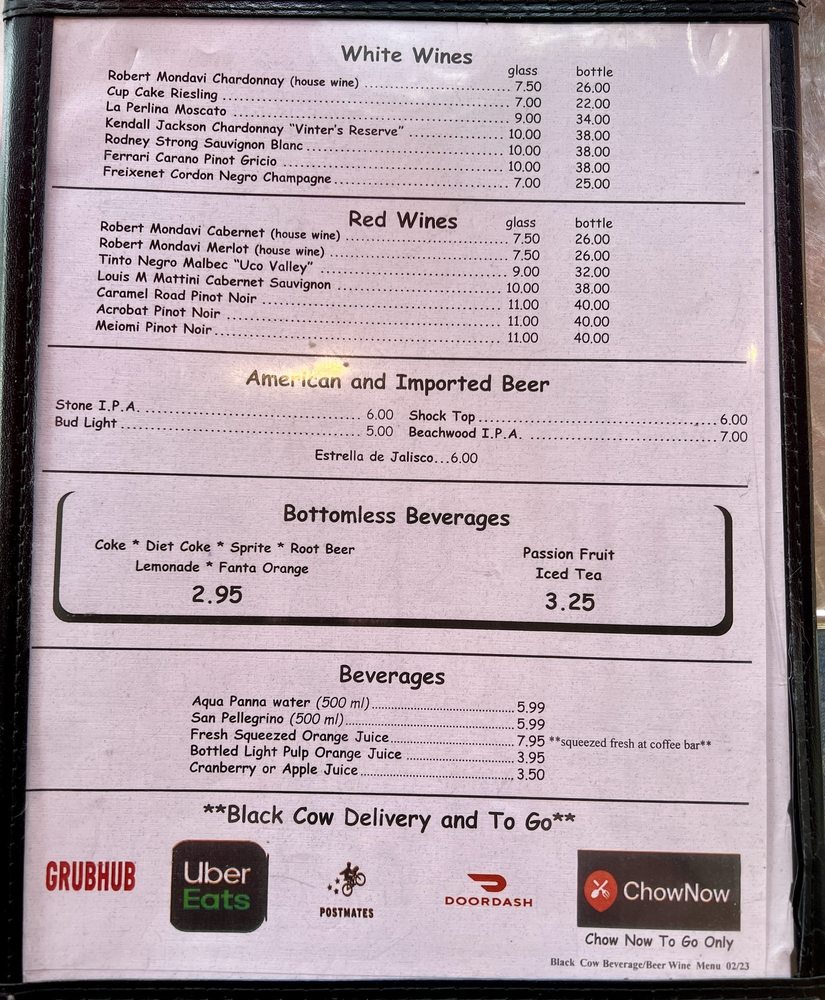 White Wines
glass bottle
Robert Mondavi Chardonnay (house wine) 7.50 26.00
Cup Cake Riesling 7.00 22.00
La Perlina Moscato 9.00 34.00
Kendall Jackson Chardonnay "Vinter's Reserve" 10.00 38.00
Rodney Strong Sauvignon Blanc 10.00 38.00
Ferrari Carano Pinot Gricio 10.00 38.00
Freixenet Cordon Negro Champagne 7.00 25.00
Red Wines
glass bottle
Robert Mondavi Cabernet (house wine) 7.50 26.00
Robert Mondavi Merlot (house wine) 7.50 26.00
Tinto Negro Malbec "Uco Valley" 9.00 32.00
Louis M Mattini Cabernet Sauvignon 10.00 38.00
Caramel Road Pinot Noir 11.00 40.00
Acrobat Pinot Noir 11.00 40.00
Meiomi Pinot Noir 11.00 40.00
American and Imported Beer
Stone I.P.A. 6.00 Shock Top 6.00
Bud Light 5.00 Beachwood I.P.A. 7.00
Estrella de Jalisco...6.00
Bottomless Beverages
Coke * Diet Coke * Sprite * Root Beer
Lemonade * Fanta Orange
2.95
Passion Fruit
Iced Tea
3.25
Beverages
Aqua Panna water (500 ml) 5.99
San Pellegrino (500 ml) 5.99
Fresh Squeezed Orange Juice 7.95 **squeezed fresh at coffee bar**
Bottled Light Pulp Orange Juice 3.95
Cranberry or Apple Juice 3.50
**Black Cow Delivery and To Go**
GRUBHUB
Uber
Eats
POSTMATES
DOORDASH
ChowNow
Chow Now To Go Only
Black Cow Beverage/Beer Wine Menu 02/23